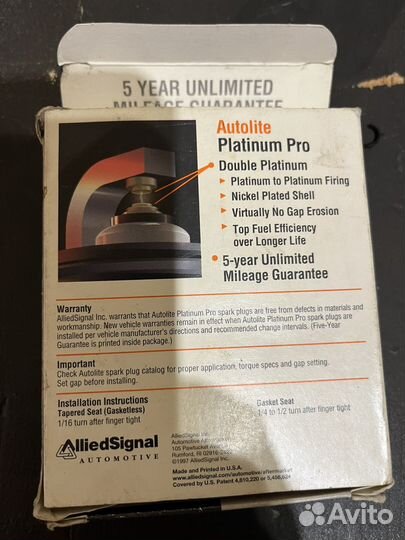 5 YEAR UNLIMITED
MILEAGE GUARANTEE
Autolite
Platinum Pro
• Double Platinum
► Platinum to Platinum Firing
► Nickel Plated Shell
► Virtually No Gap Erosion
► Top Fuel Efficiency
over Longer Life
• 5-year Unlimited
Mileage Guarantee
Warranty
AlliedSignal Inc. warrants that Autolite Platinum Pro spark plugs are free from defects in materials and
workmanship. New vehicle warranties remain in effect when Autolite Platinum Pro spark plugs are
installed per vehicle manufacturer's directions and recommended change intervals. (Five-Year
Guarantee is printed inside package.)
Important
Check Autolite spark plug catalog for proper application, torque specs and gap setting.
Set gap before installing.
Installation Instructions
Tapered Seat (Gasketless)
1/16 turn after finger tight
Gasket Seat
1/4 to 1/2 turn after finger tight
AlliedSignal
AUTOMOTIVE
AlliedSignal Inc.
Automotive
105 Pawtucket Avenue
Rumford, RI 02916
©1997 AlliedSignal Inc.
Made and Printed in U.S.A.
www.alliedsignal.com/automotive/aftermarket
Covered by U.S. Patent 4,810,220 or 5,456,624
Avito